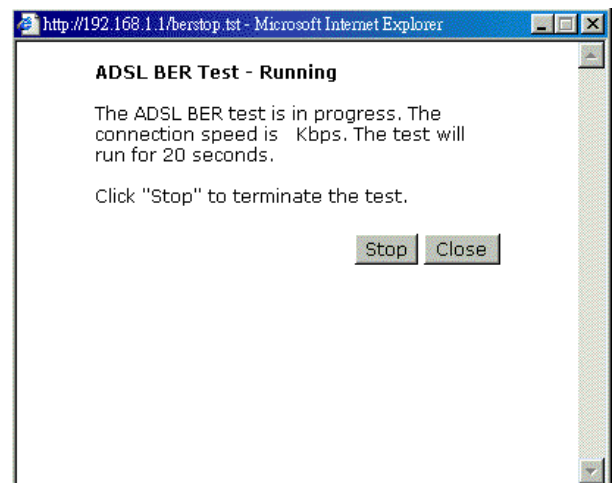 http://192.168.1.1/berstop.tst - Microsoft Internet Explorer
ADSL BER Test - Running
The ADSL BER test is in progress. The
connection speed is   Kbps. The test will
run for 20 seconds.
Click "Stop" to terminate the test.
Stop Close